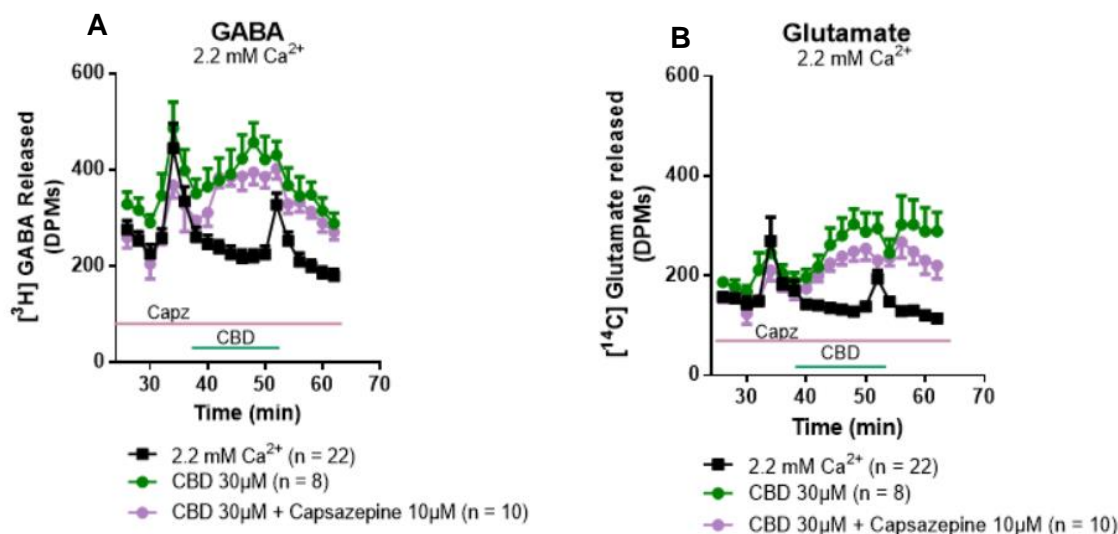 A
GABA
2.2 mM Ca²⁺
[³H] GABA Released
(DPMs)
600
400
200
0
Capz
CBD
30 40 50 60 70
Time (min)
2.2 mM Ca²⁺ (n = 22)
CBD 30µM (n = 8)
CBD 30µM + Capsazepine 10µM (n = 10)
B
Glutamate
2.2 mM Ca²⁺
[¹⁴C] Glutamate released
(DPMs)
600
400
200
0
Capz
CBD
30 40 50 60 70
Time (min)
2.2 mM Ca²⁺ (n = 22)
CBD 30µM (n = 8)
CBD 30µM + Capsazepine 10µM (n = 10)